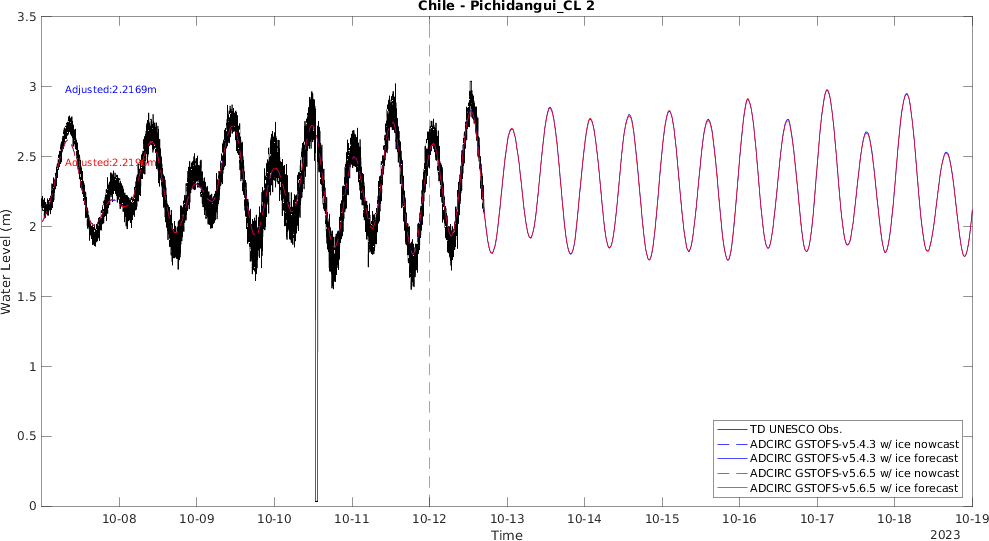 Chile - Pichidangui_CL 2
3.5
3
2.5
2
1.5
1
0.5
0
Water Level (m)
Adjusted:2.2169m
TD UNESCO Obs.
ADCIRC GSTOFS-v5.4.3 w/ ice nowcast
ADCIRC GSTOFS-v5.4.3 w/ ice forecast
ADCIRC GSTOFS-v5.6.5 w/ ice nowcast
ADCIRC GSTOFS-v5.6.5 w/ ice forecast
10-08 10-09 10-10 10-11 10-12 10-13 10-14 10-15 10-16 10-17 10-18 10-19
Time
2023